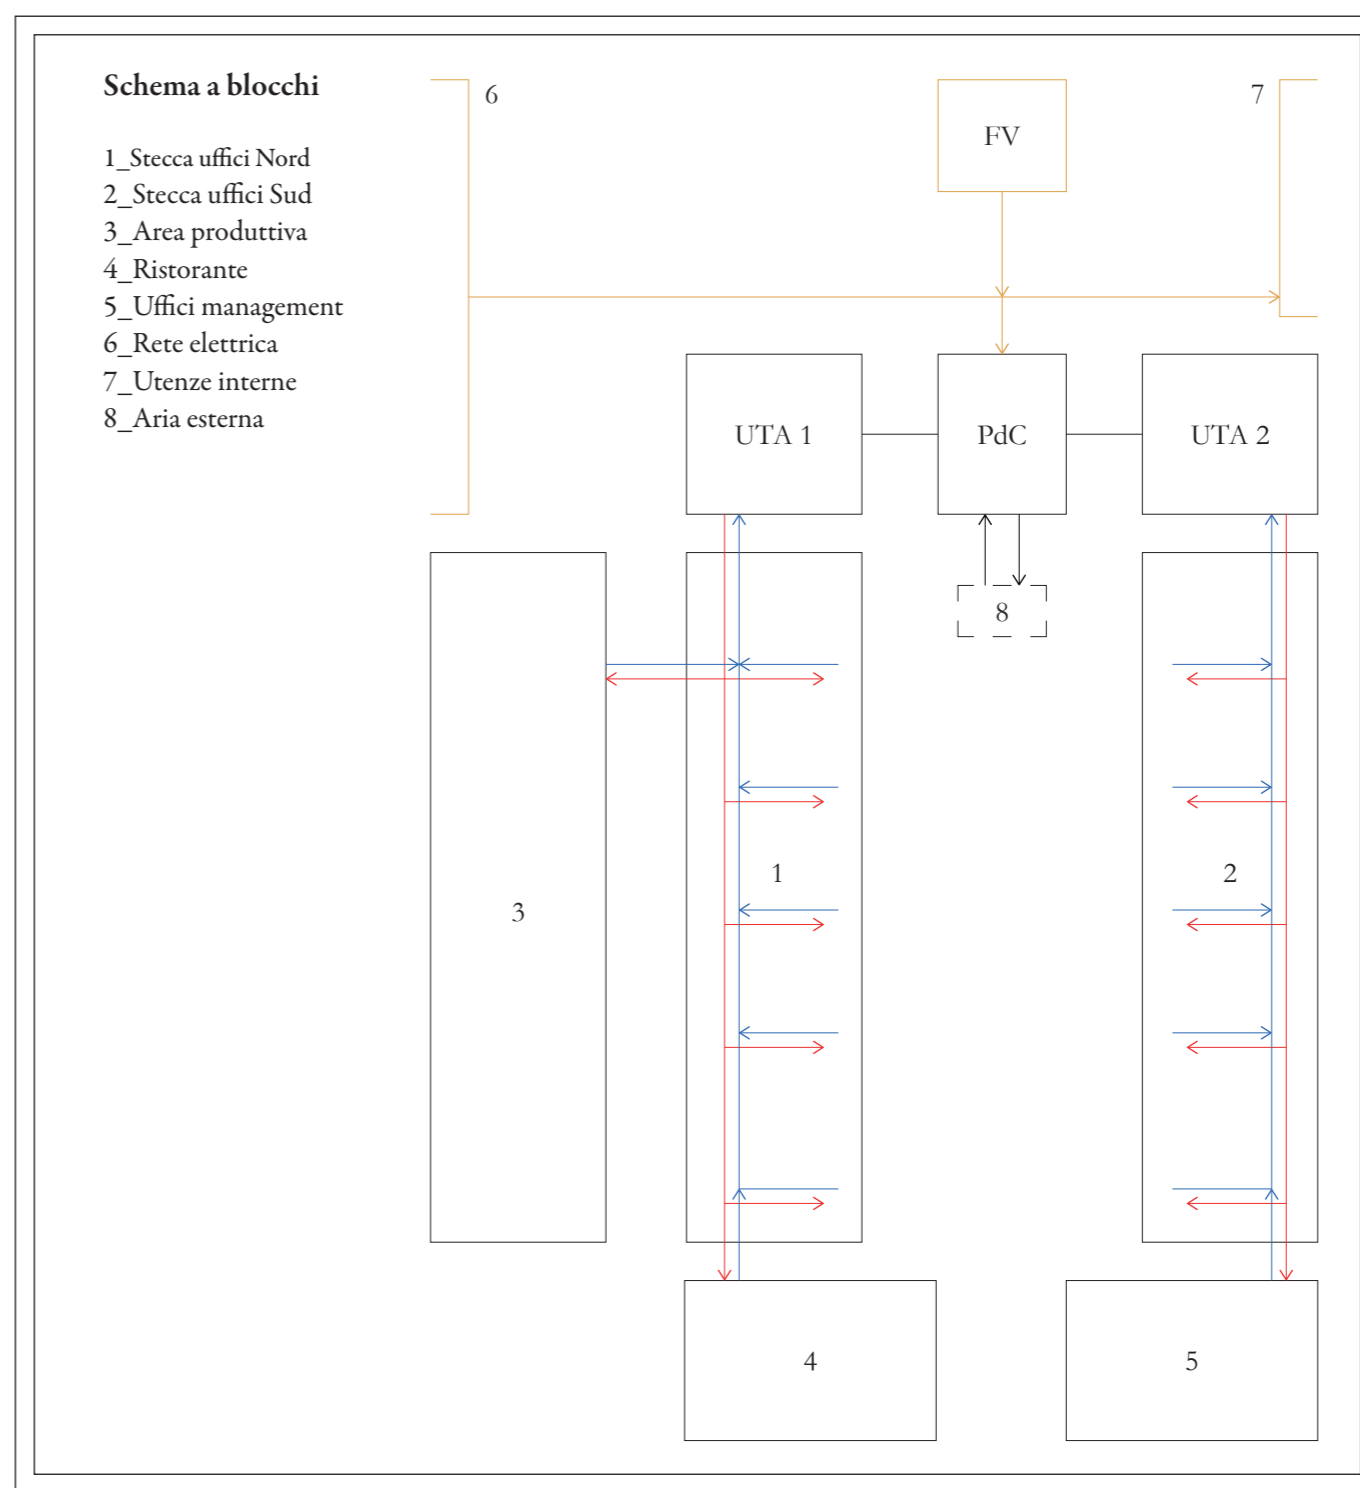 Schema a blocchi
1_Stecca uffici Nord
2_Stecca uffici Sud
3_Area produttiva
4_Ristorante
5_Uffici management
6_Rete elettrica
7_Utenze interne
8_Aria esterna
6
FV
7
UTA 1
PdC
UTA 2
8
1
2
3
4
5